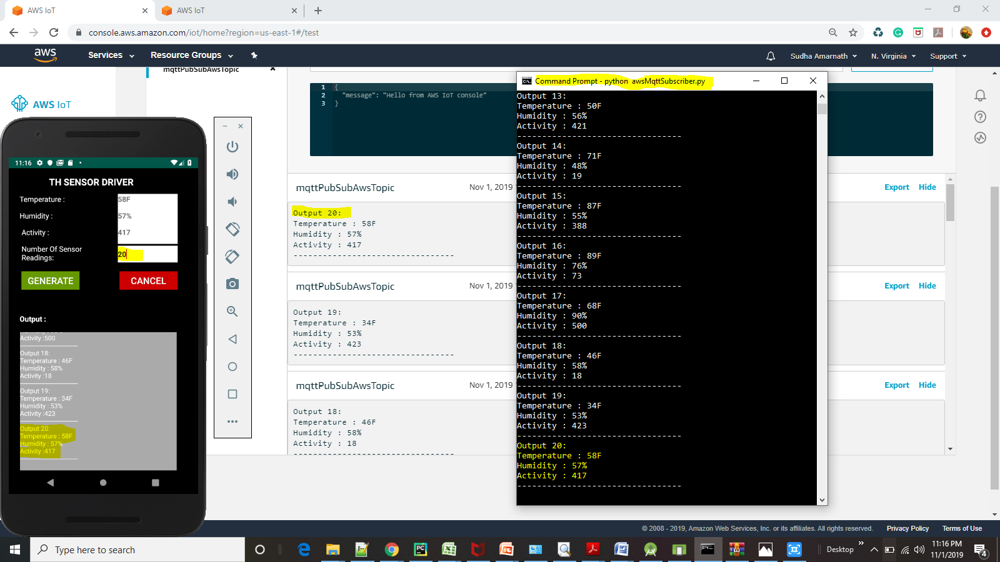 AWS IoT
AWS IoT
console.aws.amazon.com/iot/home?region=us-east-1#/test
aws
Services
Resource Groups
Sudha Amarnath
N. Virginia
Support
AWS IoT
mqttPubSubAwsTopic
1 {
2 "message": "Hello from AWS IoT console"
3 }
11:16
TH SENSOR DRIVER
Temperature : 58F
Humidity : 57%
Activity : 417
Number Of Sensor
Readings: 20
GENERATE CANCEL
Output :
Activity :500
Output 18:
Temperature : 46F
Humidity : 58%
Activity :18
Output 19:
Temperature : 34F
Humidity : 53%
Activity :423
Output 20:
Temperature : 58F
Humidity : 57%
Activity :417
mqttPubSubAwsTopic Nov 1, 2019 Export Hide
Output 20:
Temperature : 58F
Humidity : 57%
Activity : 417
--------------------------------
mqttPubSubAwsTopic Nov 1, 2019 Export Hide
Output 19:
Temperature : 34F
Humidity : 53%
Activity : 423
--------------------------------
mqttPubSubAwsTopic Nov 1, 2019 Export Hide
Output 18:
Temperature : 46F
Humidity : 58%
Activity : 18
--------------------------------
Command Prompt - python awsMqttSubscriber.py
Output 13:
Temperature : 50F
Humidity : 56%
Activity : 421
---------------------------------
Output 14:
Temperature : 71F
Humidity : 48%
Activity : 19
---------------------------------
Output 15:
Temperature : 87F
Humidity : 55%
Activity : 388
---------------------------------
Output 16:
Temperature : 89F
Humidity : 76%
Activity : 73
---------------------------------
Output 17:
Temperature : 68F
Humidity : 90%
Activity : 500
---------------------------------
Output 18:
Temperature : 46F
Humidity : 58%
Activity : 18
---------------------------------
Output 19:
Temperature : 34F
Humidity : 53%
Activity : 423
---------------------------------
Output 20:
Temperature : 58F
Humidity : 57%
Activity : 417
---------------------------------
© 2008 - 2019, Amazon Web Services, Inc. or its affiliates. All rights reserved. Privacy Policy Terms of Use
Type here to search
Desktop
11:16 PM
11/1/2019
4